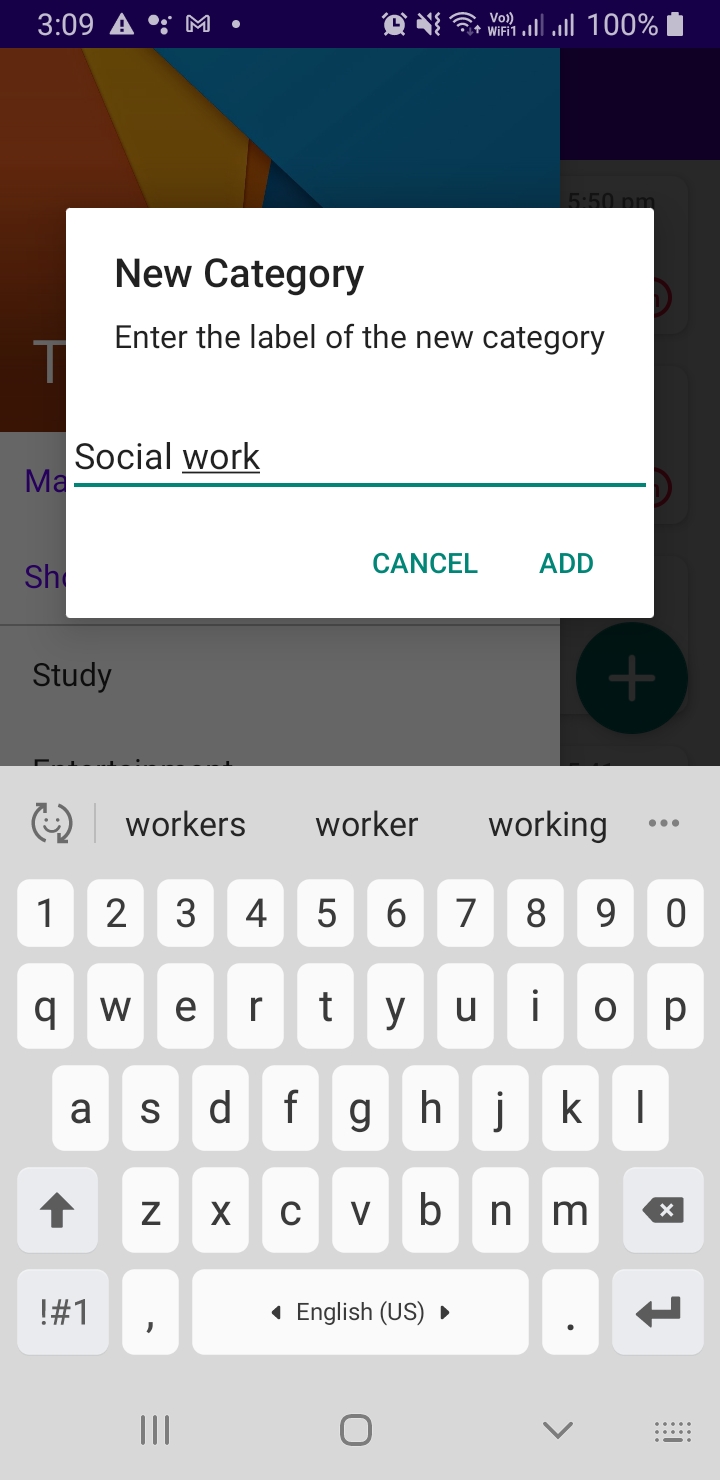 3:09
Vo)) WiFi1 100%
5:50 pm
New Category
Enter the label of the new category
T
Social work
Ma
CANCEL ADD
Sho
Study
Entertainment
workers worker working
1 2 3 4 5 6 7 8 9 0
q w e r t y u i o p
a s d f g h j k l
z x c v b n m
!#1 , English (US) .